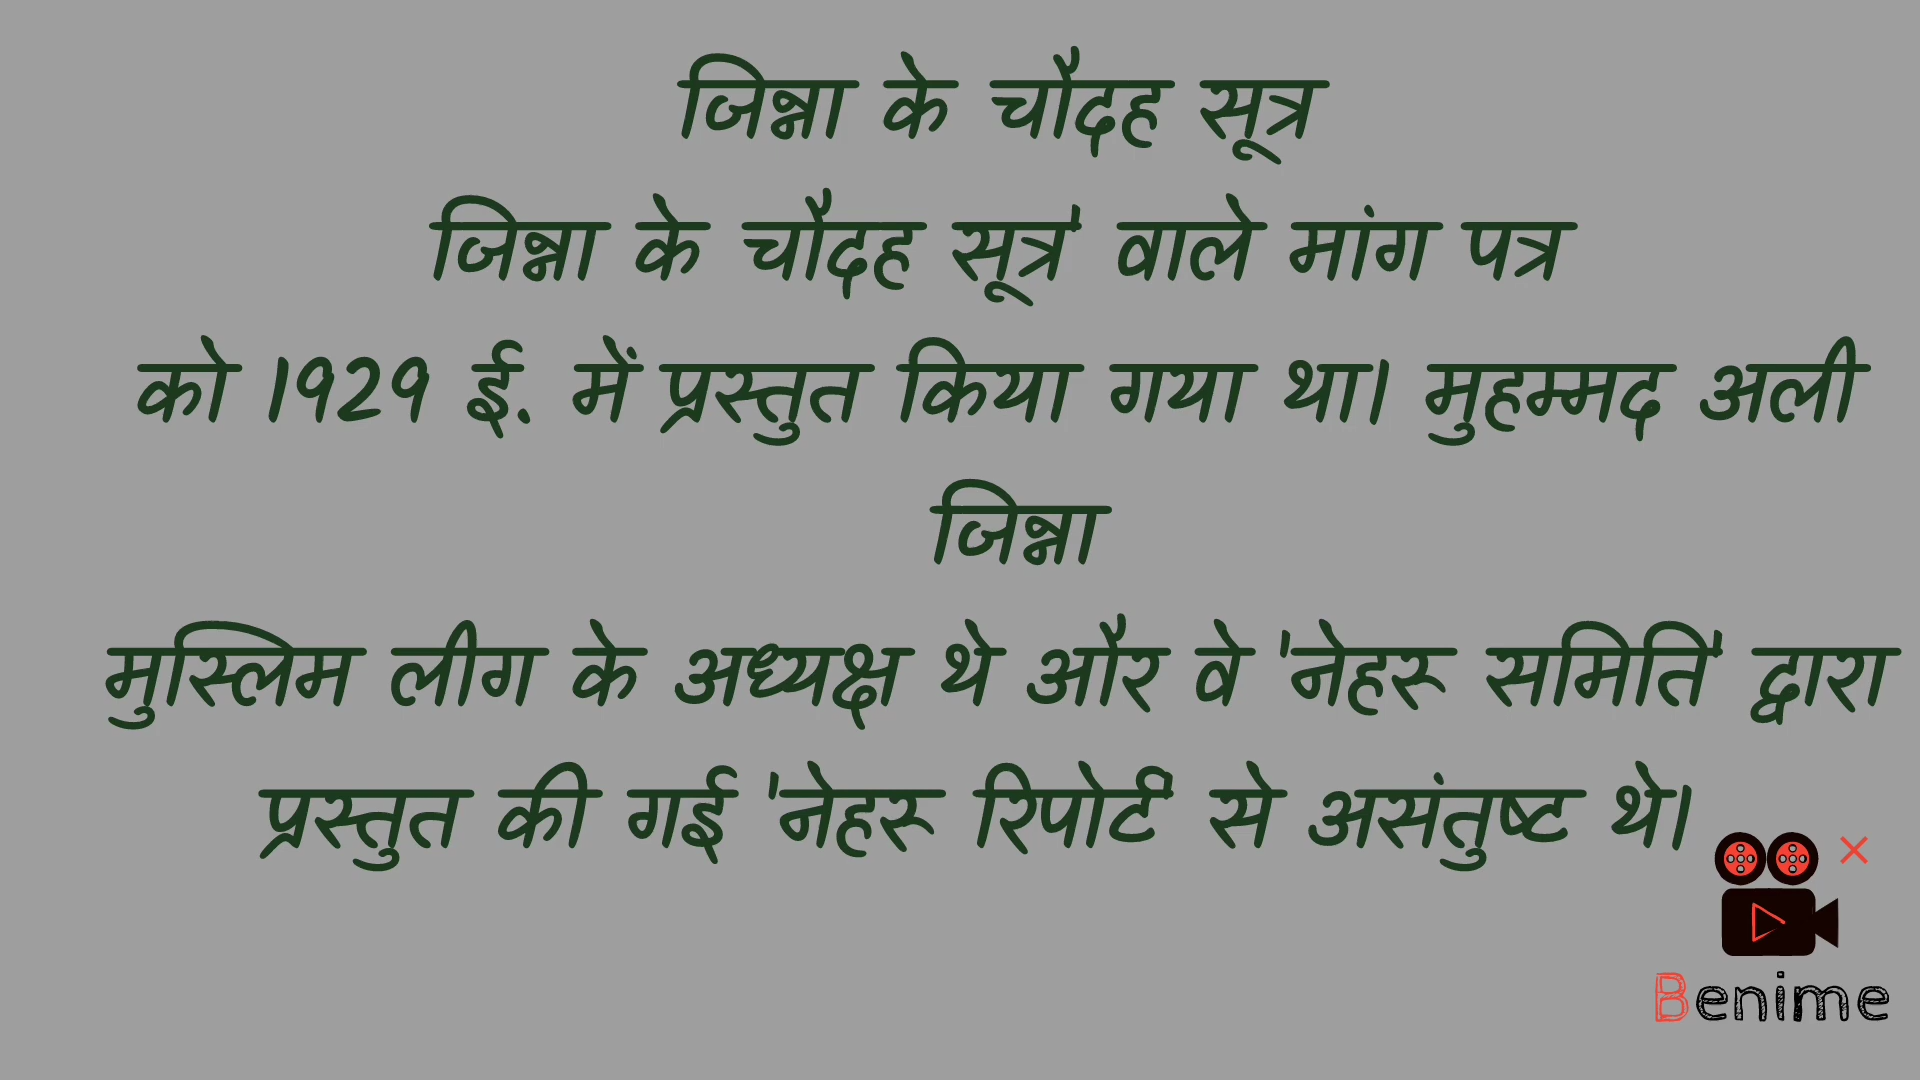 जिन्ना के चौदह सूत्र
जिन्ना के चौदह सूत्र' वाले मांग पत्र
को 1929 ई. में प्रस्तुत किया गया था। मुहम्मद अली
जिन्ना
मुस्लिम लीग के अध्यक्ष थे और वे 'नेहरू समिति' द्वारा
प्रस्तुत की गई 'नेहरू रिपोर्ट' से असंतुष्ट थे।
Benime